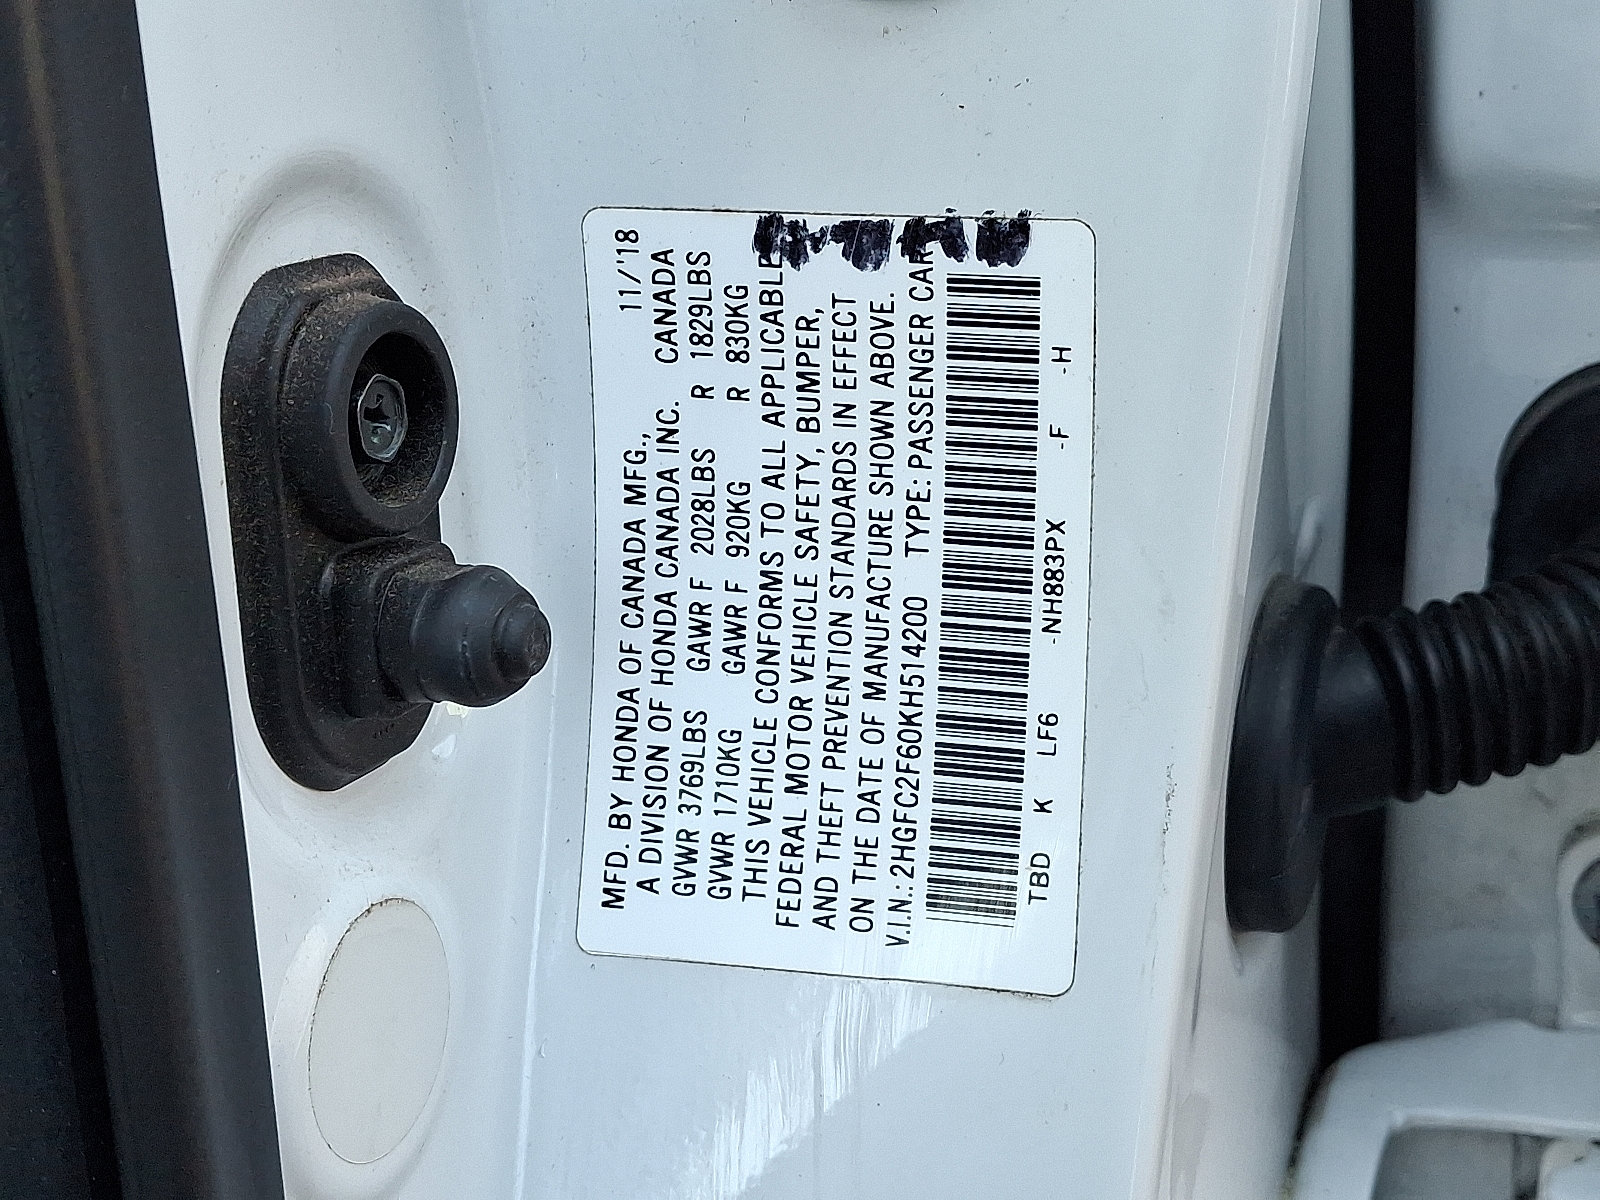 MFD. BY HONDA OF CANADA MFG., 11/'18
A DIVISION OF HONDA CANADA INC. CANADA
GVWR 3769LBS GAWR F 2028LBS R 1829LBS
GVWR 1710KG GAWR F 920KG R 830KG
THIS VEHICLE CONFORMS TO ALL APPLICABLE
FEDERAL MOTOR VEHICLE SAFETY, BUMPER,
AND THEFT PREVENTION STANDARDS IN EFFECT
ON THE DATE OF MANUFACTURE SHOWN ABOVE.
V.I.N.: 2HGFC2F60KH514200 TYPE: PASSENGER CAR
TBD K LF6 -NH883PX -F -H